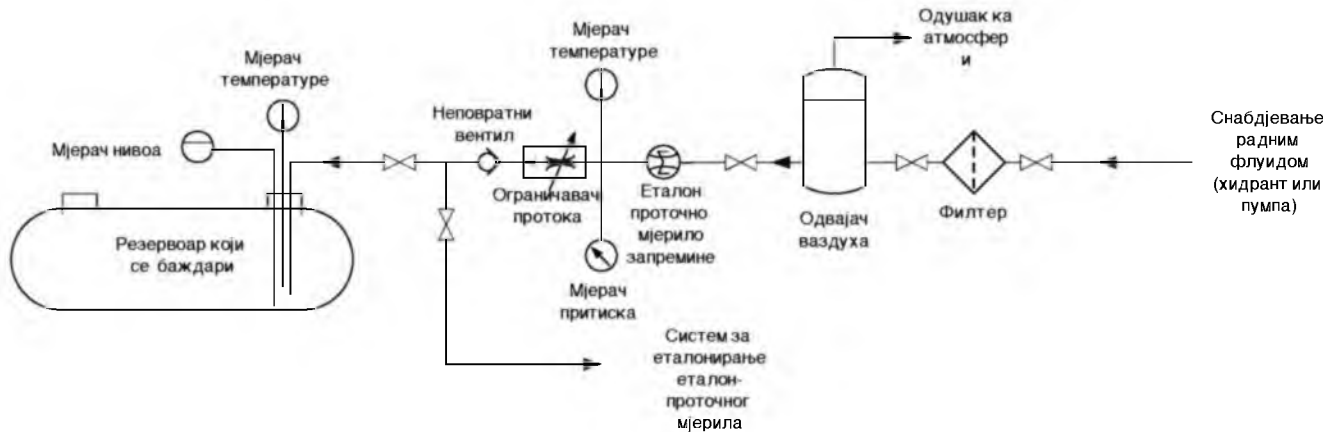 Мјерач
температуре
Мјерач нивоа
Резервоар који
се баждари
Неповратни
вентил
Ограничавач
протока
Мјерач
температуре
Мјерач
притиска
Еталон
проточно
мјерило
запремине
Систем за
еталонирање
еталон-
проточног
мјерила
Одушак ка
атмосфер
и
Одвајач
ваздуха
Филтер
Снабдјевање
радним
флуидом
(хидрант или
пумпа)